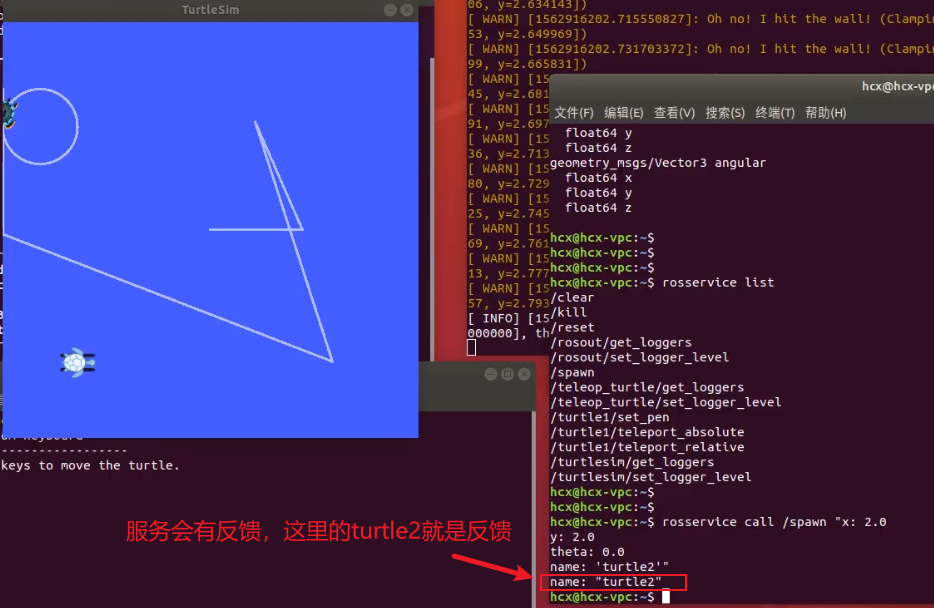 TurtleSim
06, y=2.634143])
[ WARN] [1562916202.715550827]: Oh no! I hit the wall! (Clampin
53, y=2.649969])
[ WARN] [1562916202.731703372]: Oh no! I hit the wall! (Clampin
99, y=2.665831])
[ WARN] [15
45, y=2.681
[ WARN] [15
91, y=2.697
[ WARN] [15
36, y=2.713
[ WARN] [15
80, y=2.729
[ WARN] [15
25, y=2.745
[ WARN] [15
69, y=2.761
[ WARN] [15
13, y=2.777
[ WARN] [15
57, y=2.793
[ INFO] [15
000000], th
hcx@hcx-vpc
文件(F) 编辑(E) 查看(V) 搜索(S) 终端(T) 帮助(H)
float64 y
float64 z
geometry_msgs/Vector3 angular
float64 x
float64 y
float64 z
hcx@hcx-vpc:~$
hcx@hcx-vpc:~$
hcx@hcx-vpc:~$
hcx@hcx-vpc:~$ rosservice list
/clear
/kill
/reset
/rosout/get_loggers
/rosout/set_logger_level
/spawn
/teleop_turtle/get_loggers
/teleop_turtle/set_logger_level
/turtle1/set_pen
/turtle1/teleport_absolute
/turtle1/teleport_relative
/turtlesim/get_loggers
/turtlesim/set_logger_level
hcx@hcx-vpc:~$
hcx@hcx-vpc:~$
hcx@hcx-vpc:~$ rosservice call /spawn "x: 2.0
y: 2.0
theta: 0.0
name: 'turtle2'"
name: "turtle2"
hcx@hcx-vpc:~$
-----------------
keys to move the turtle.
服务会有反馈，这里的turtle2就是反馈